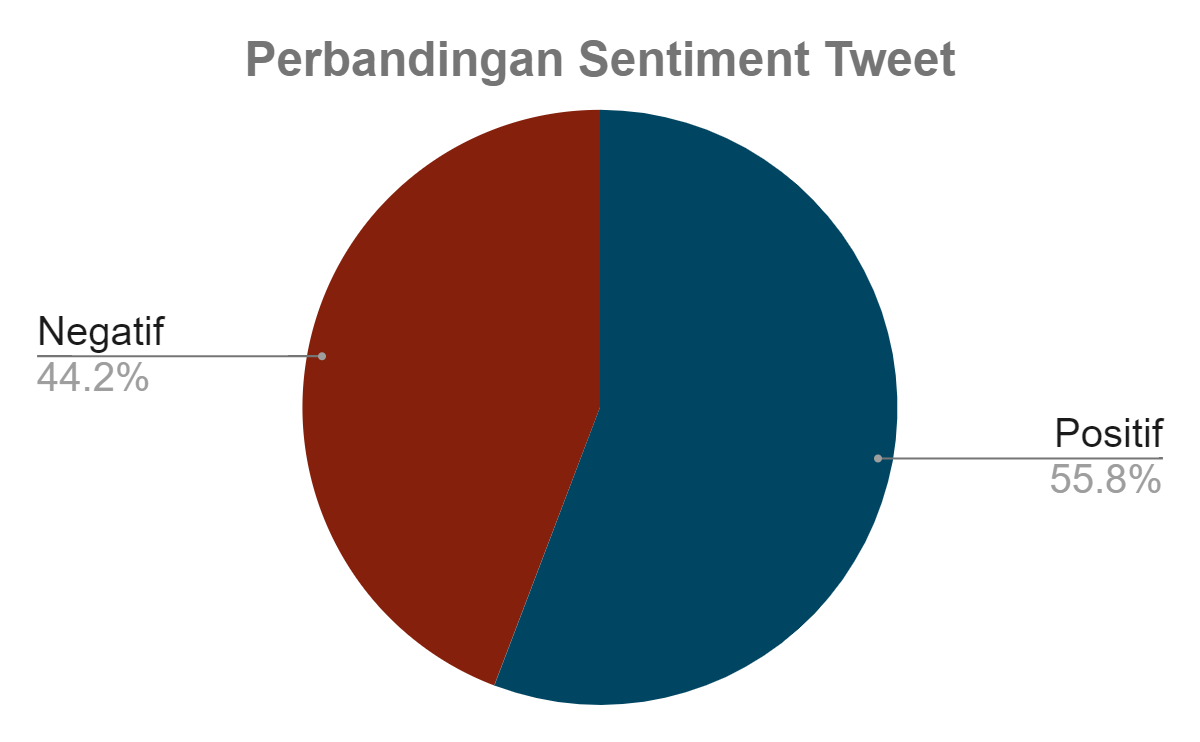 Perbandingan Sentiment Tweet
Negatif
44.2%
Positif
55.8%